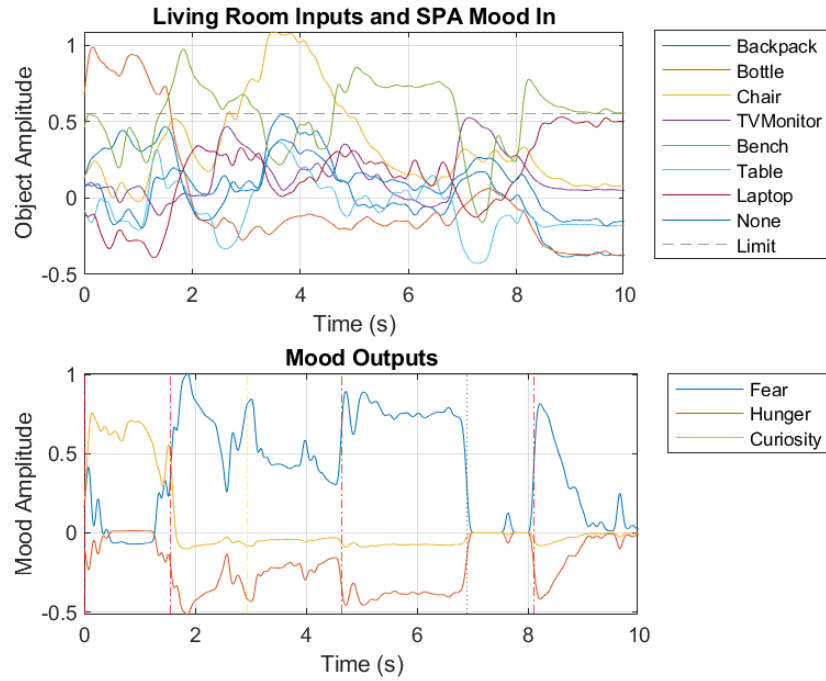 Living Room Inputs and SPA Mood In
1
0.5
0
-0.5
Object Amplitude
0 2 4 6 8 10
Time (s)
Backpack
Bottle
Chair
TVMonitor
Bench
Table
Laptop
None
Limit
Mood Outputs
1
0.5
0
-0.5
Mood Amplitude
0 2 4 6 8 10
Time (s)
Fear
Hunger
Curiosity